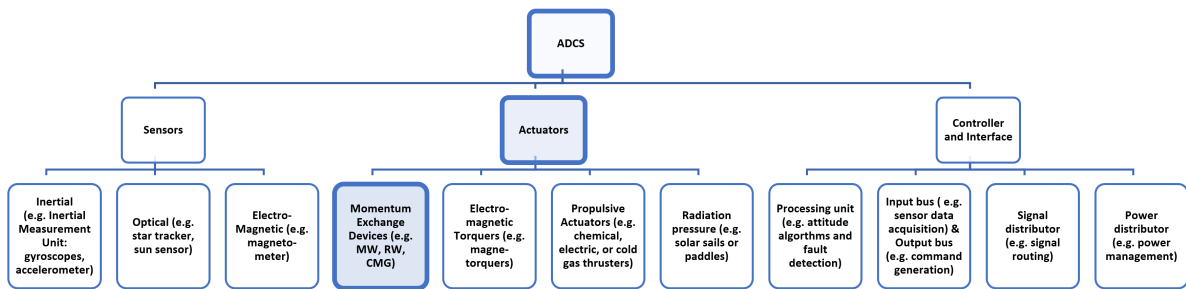 ADCS
Sensors
Actuators
Controller
and Interface
Inertial
(e.g. Inertial
Measurement
Unit:
gyroscopes,
accelerometer)
Optical (e.g.
star tracker,
sun sensor)
Electro-
Magnetic (e.g.
magneto-
meter)
Momentum
Exchange
Devices (e.g.
MW, RW,
CMG)
Electro-
magnetic
Torquers (e.g.
magne-
torquers)
Propulsive
Actuators (e.g.
chemical,
electric, or cold
gas thrusters)
Radiation
pressure (e.g.
solar sails or
paddles)
Processing unit
(e.g. attitude
algorthms and
fault
detection)
Input bus ( e.g.
sensor data
acquisition) &
Output bus
(e.g. command
generation)
Signal
distributor
(e.g. signal
routing)
Power
distributor
(e.g. power
management)